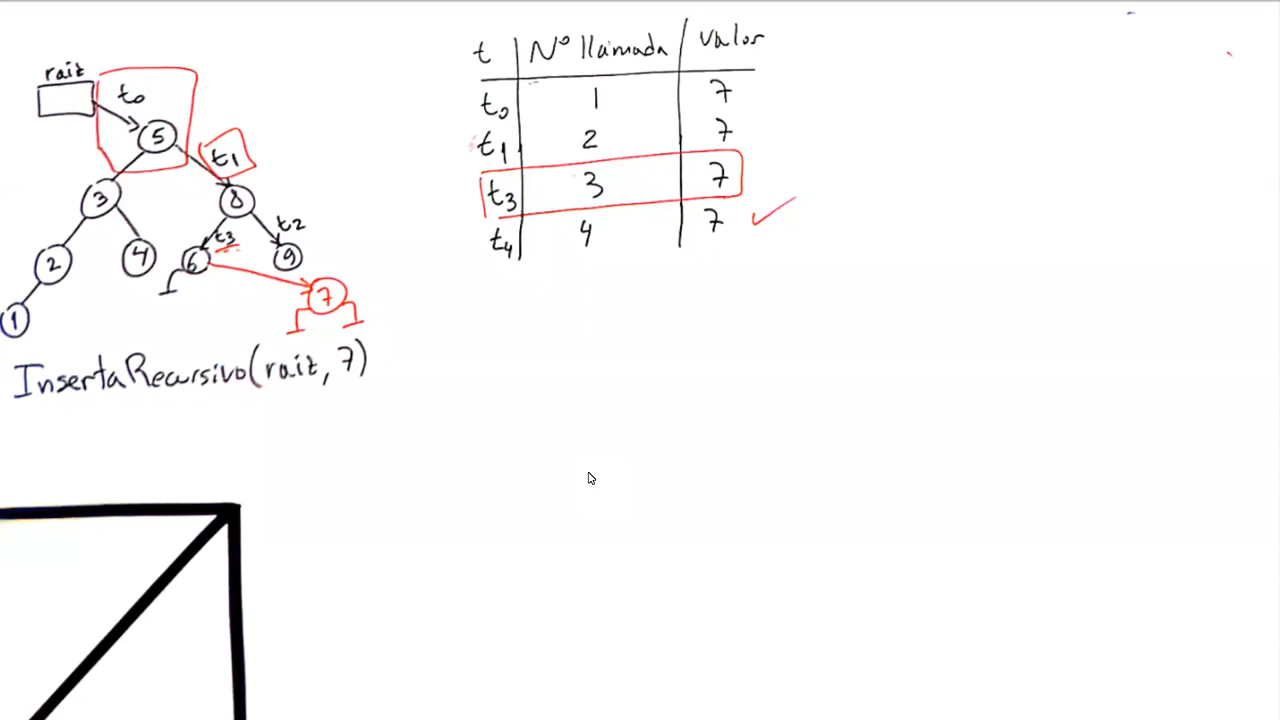 raiz
t0
5
t1
3
8
t3
t2
2
4
6
9
1
7
InsertaRecursivo(raiz, 7)
t Nº llamada valor
t0 1 7
t1 2 7
t3 3 7
t4 4 7